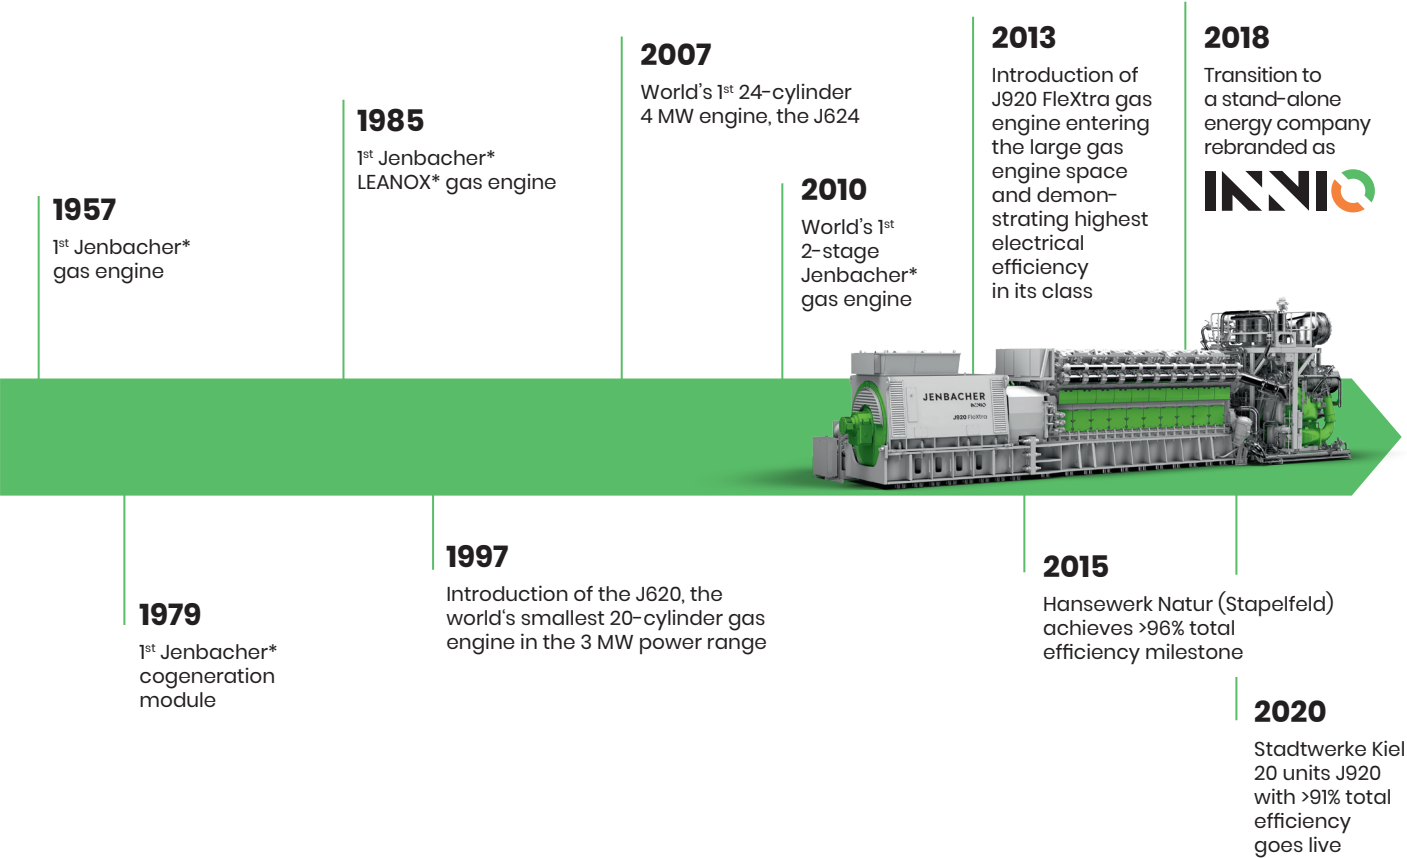 1957
1st Jenbacher*
gas engine
1985
1st Jenbacher*
LEANOX* gas engine
2007
World’s 1st 24-cylinder
4 MW engine, the J624
2010
World’s 1st
2-stage
Jenbacher*
gas engine
2013
Introduction of
J920 FleXtra gas
engine entering
the large gas
engine space
and demon-
strating highest
electrical
efficiency
in its class
2018
Transition to
a stand-alone
energy company
rebranded as
INNIO
JENBACHER
INNIO
J920 FleXtra
1979
1st Jenbacher*
cogeneration
module
1997
Introduction of the J620, the
world‘s smallest 20-cylinder gas
engine in the 3 MW power range
2015
Hansewerk Natur (Stapelfeld)
achieves >96% total
efficiency milestone
2020
Stadtwerke Kiel
20 units J920
with >91% total
efficiency
goes live